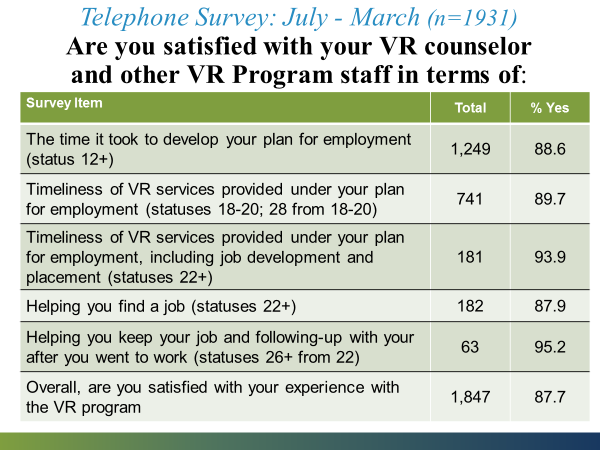 Telephone Survey: July - March (n=1931)
Are you satisfied with your VR counselor
and other VR Program staff in terms of:
Survey Item Total % Yes
The time it took to develop your plan for employment
(status 12+) 1,249 88.6
Timeliness of VR services provided under your plan
for employment (statuses 18-20; 28 from 18-20) 741 89.7
Timeliness of VR services provided under your plan
for employment, including job development and
placement (statuses 22+) 181 93.9
Helping you find a job (statuses 22+) 182 87.9
Helping you keep your job and following-up with your
after you went to work (statuses 26+ from 22) 63 95.2
Overall, are you satisfied with your experience with
the VR program 1,847 87.7